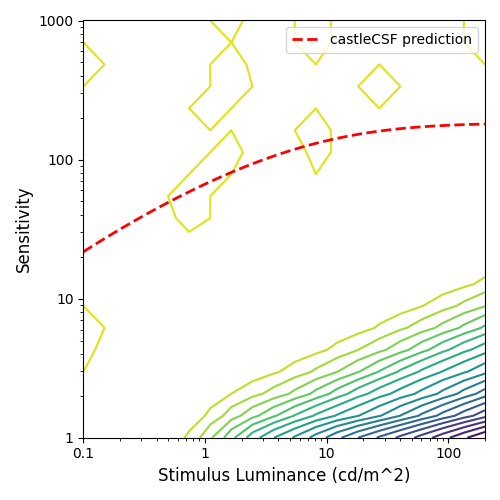 1000
castleCSF prediction
100
10
1
Sensitivity
0.1 1 10 100
Stimulus Luminance (cd/m^2)